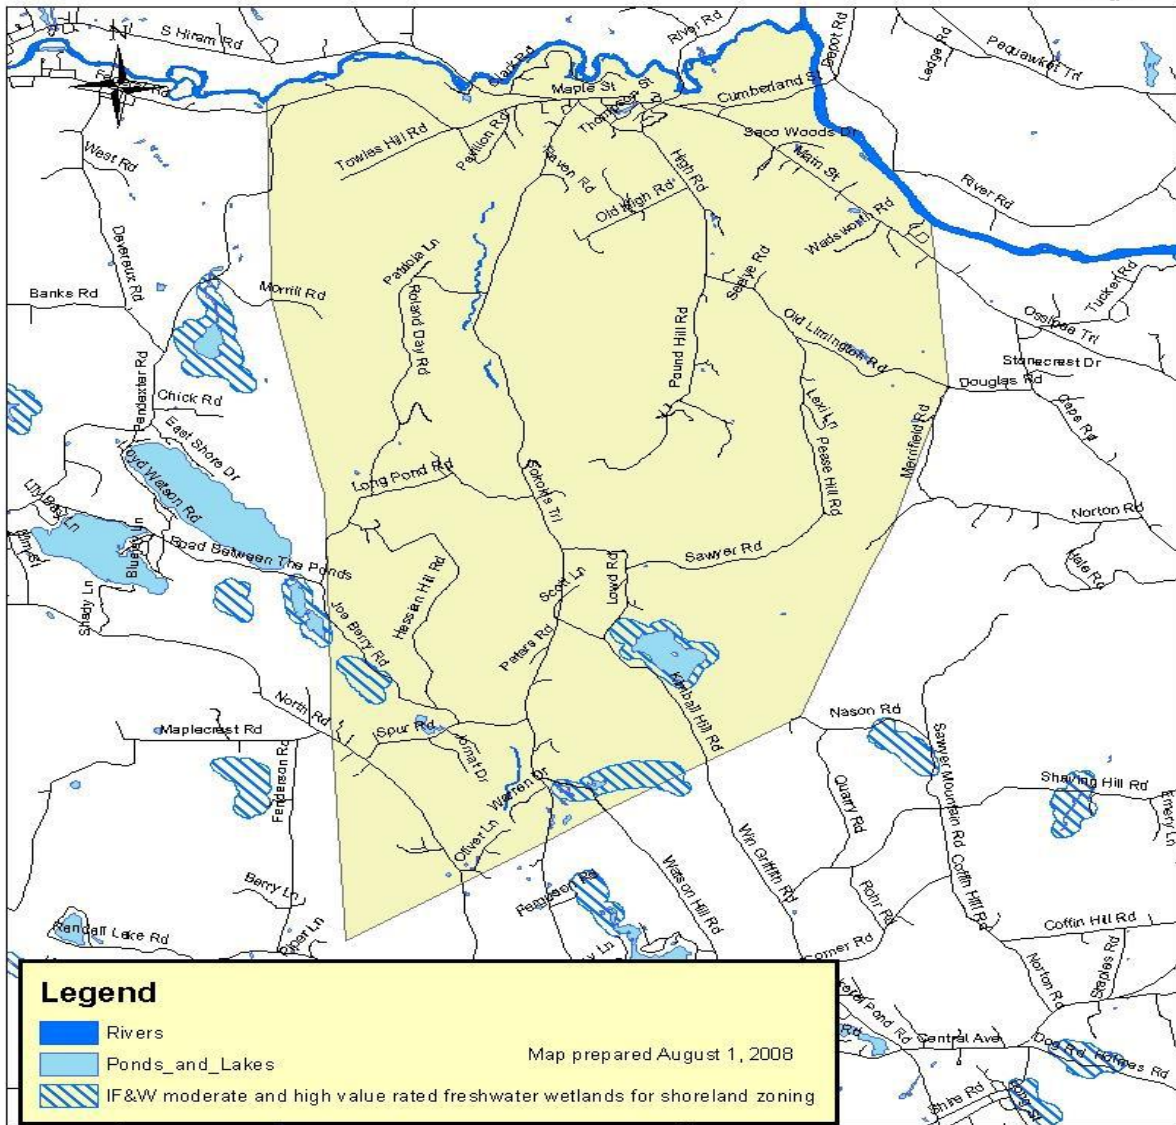 N
S Hiram Rd
River Rd
Depot Rd
Ledge Rd
Pequawket Trl
Maple St
Thompson St
Cumberland St
Saco Woods Dr
Main St
River Rd
West Rd
Towles Hill Rd
Pavilion Rd
High Rd
Old High Rd
Wadsworth Rd
Devereux Rd
Patricia Ln
Banks Rd
Morrill Rd
Roland Day Rd
Seelye Rd
Tucker Rd
Ossipee Trl
Pound Hill Rd
Old Limington Rd
Stonecrest Dr
Douglas Rd
Pendexter Rd
Chick Rd
East Shore Dr
Lexi Ln
Merrifield Rd
Cape Rd
Pease Hill Rd
Long Pond Rd
Sokokis Trl
Norton Rd
Road Between The Ponds
Sawyer Rd
Hale Rd
Shady Ln
Joe Berry Rd
Hessian Hill Rd
Scott Ln
Lowd Rd
Peters Rd
Kimball Hill Rd
North Rd
Maplecrest Rd
Spur Rd
Jornat Dr
Nason Rd
Fenderson Rd
Warren Dr
Quarry Rd
Sawyer Mountain Rd
Shaving Hill Rd
Emery Ln
Oliver Ln
Win Griffith Rd
Watson Hill Rd
Berry Ln
Rohr Rd
Coffin Hill Rd
Randall Lake Rd
Piper Ln
Corner Rd
Coffin Hill Rd
Norton Rd
Staples Rd
Pond Rd
Central Ave
Dog Rd
Holmes Rd
Shire Rd
Legend
Rivers
Ponds_and_Lakes
Map prepared August 1, 2008
IF&W moderate and high value rated freshwater wetlands for shoreland zoning